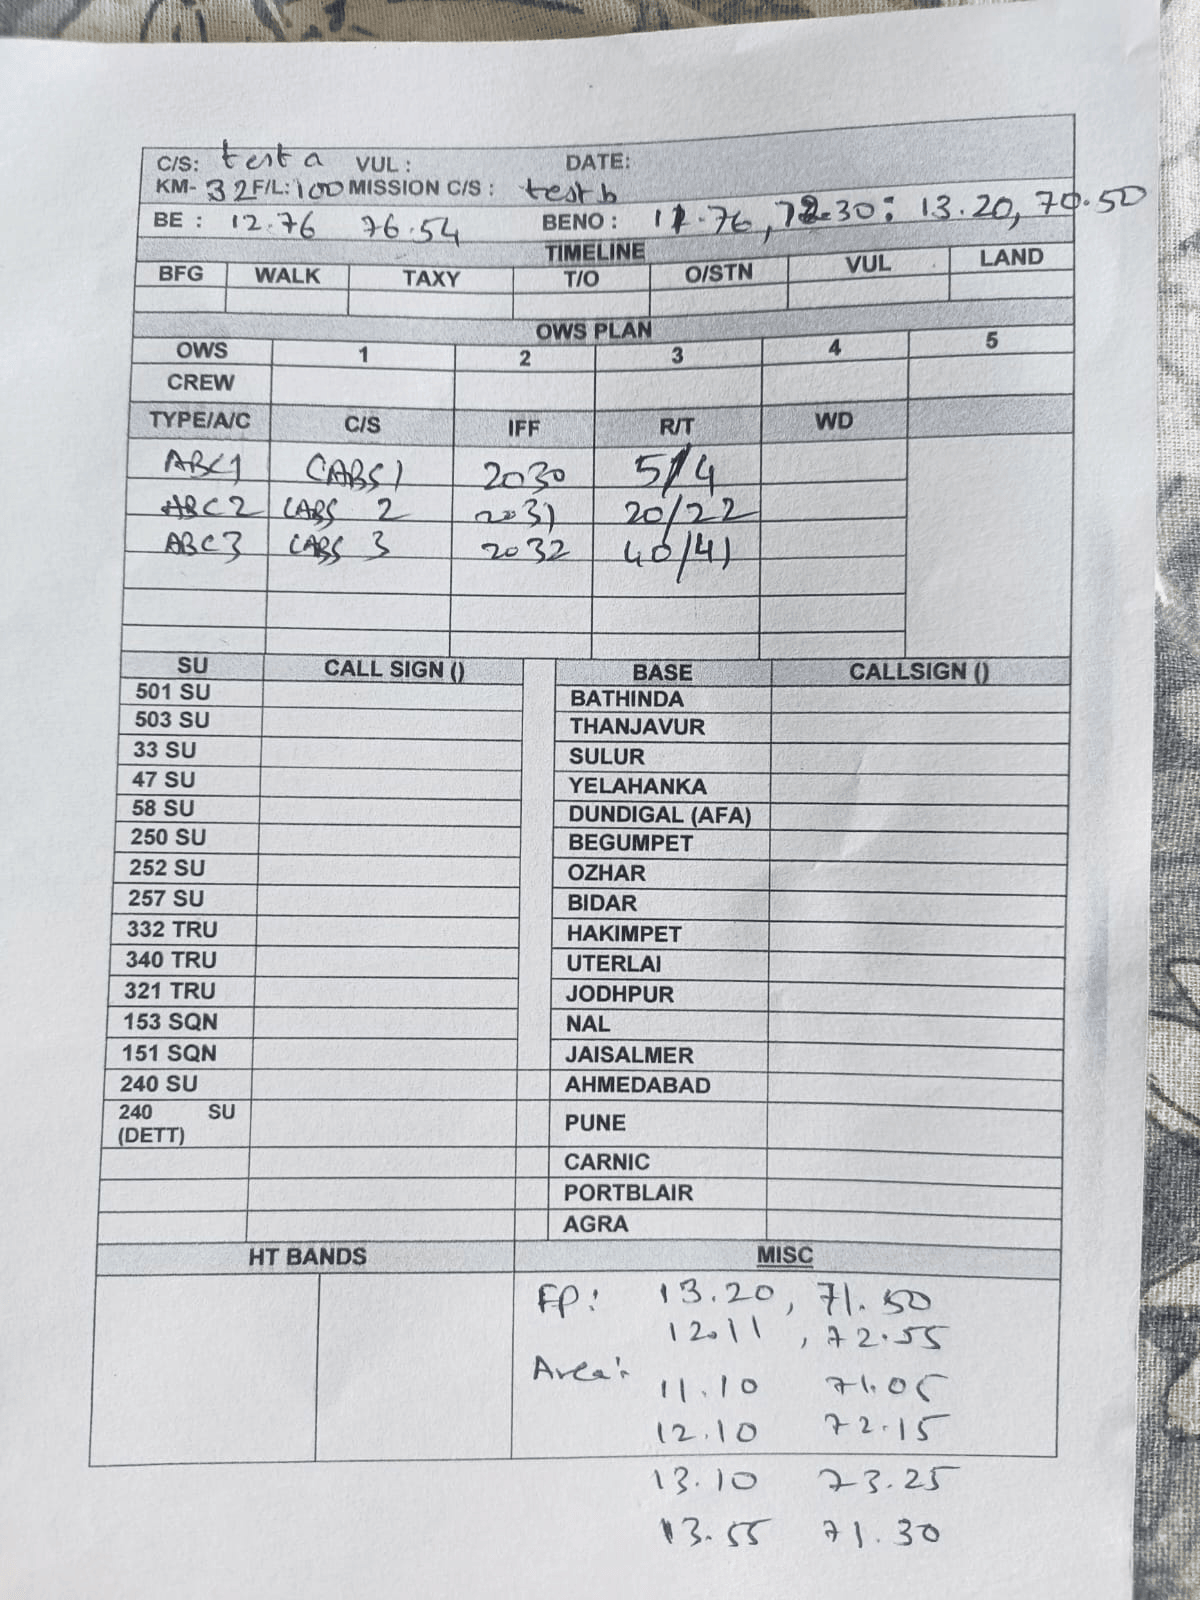 C/S: test a VUL : DATE:
KM- 32 F/L: 100 MISSION C/S : test b
BE : 12.76 76.54 BENO : 11.76, 72.30: 13.20, 70.50
TIMELINE
BFG WALK TAXY T/O O/STN VUL LAND
OWS PLAN
OWS 1 2 3 4 5
CREW
TYPE/A/C C/S IFF R/T WD
ABC1 CABS1 2030 5/4
ABC2 CABS 2 2031 20/22
ABC3 CABS 3 2032 40/41
SU CALL SIGN () BASE CALLSIGN ()
501 SU BATHINDA
503 SU THANJAVUR
33 SU SULUR
47 SU YELAHANKA
58 SU DUNDIGAL (AFA)
250 SU BEGUMPET
252 SU OZHAR
257 SU BIDAR
332 TRU HAKIMPET
340 TRU UTERLAI
321 TRU JODHPUR
153 SQN NAL
151 SQN JAISALMER
240 SU AHMEDABAD
240 SU
(DETT) PUNE
CARNIC
PORTBLAIR
AGRA
HT BANDS MISC
FP: 13.20, 71.50
12.11, 72.55
Area: 11.10 71.05
12.10 72.15
13.10 73.25
13.55 71.30